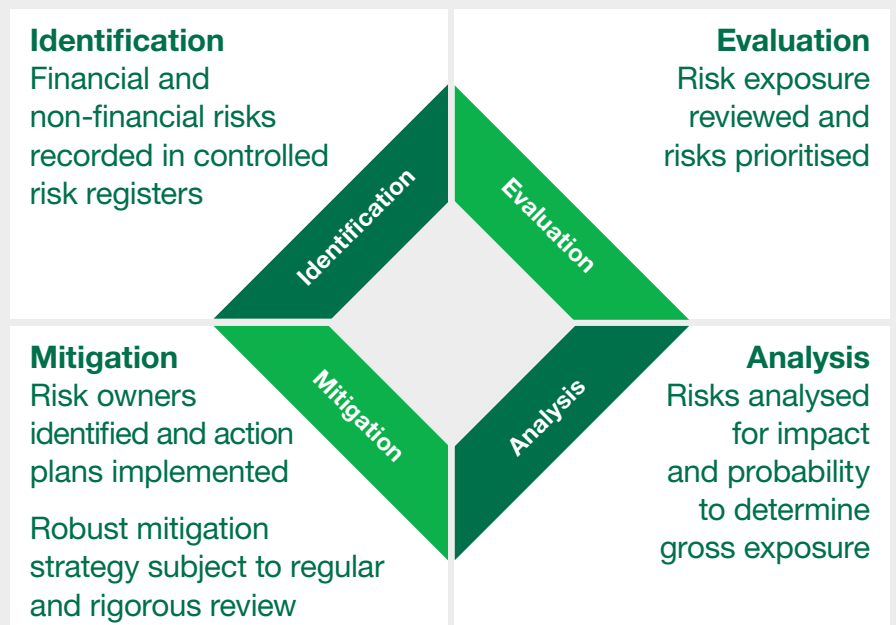 Identification
Financial and
non-financial risks
recorded in controlled
risk registers
Evaluation
Risk exposure
reviewed and
risks prioritised
Identification
Evaluation
Mitigation
Risk owners
identified and action
plans implemented
Robust mitigation
strategy subject to regular
and rigorous review
Mitigation
Analysis
Analysis
Risks analysed
for impact
and probability
to determine
gross exposure